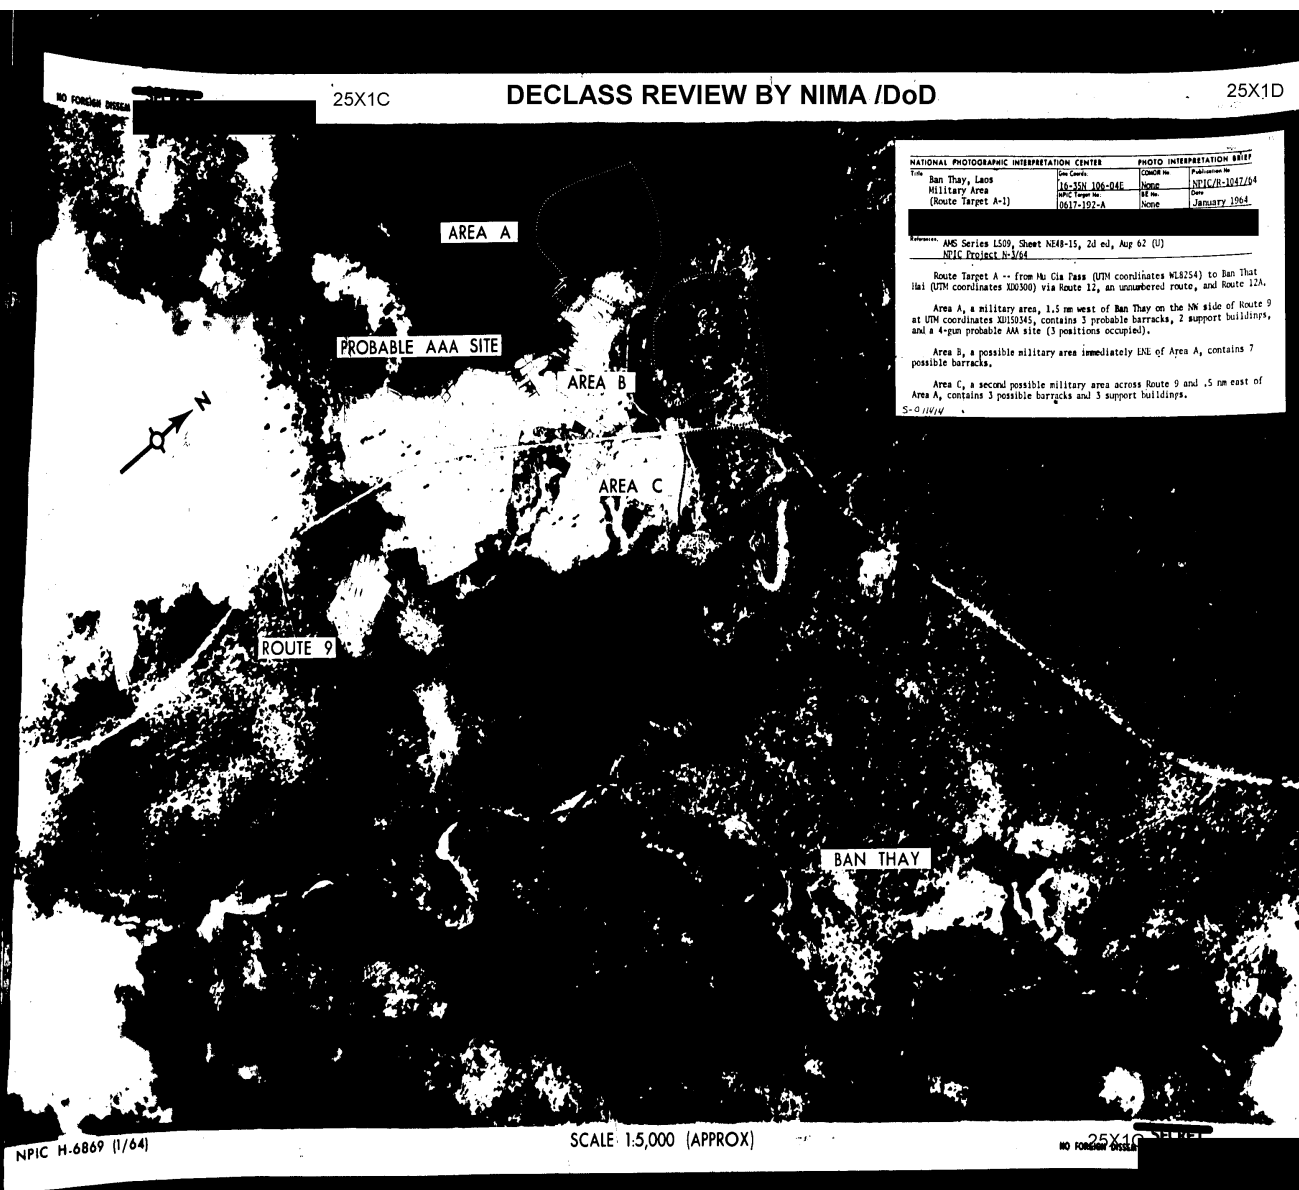 NO FOREIGN DISSEM
SECRET
25X1C
DECLASS REVIEW BY NIMA /DoD
25X1D
NATIONAL PHOTOGRAPHIC INTERPRETATION CENTER PHOTO INTERPRETATION BRIEF
Title Geo Coords. COMOR No. Publication No
Ban Thay, Laos 16-35N 106-04E None NPIC/R-1047/64
Military Area NPIC Target No. BE No. Date
(Route Target A-1) 0617-192-A None January 1964
References. AMS Series L509, Sheet NE48-15, 2d ed, Aug 62 (U)
NPIC Project N-3/64
Route Target A -- from Mu Gia Pass (UTM coordinates WL8254) to Ban That
Hai (UTM coordinates XD0300) via Route 12, an unnumbered route, and Route 12A.
Area A, a military area, 1.5 nm west of Ban Thay on the NW side of Route 9
at UTM coordinates XD150345, contains 3 probable barracks, 2 support buildings,
and a 4-gun probable AAA site (3 positions occupied).
Area B, a possible military area immediately ENE of Area A, contains 7
possible barracks.
Area C, a second possible military area across Route 9 and .5 nm east of
Area A, contains 3 possible barracks and 3 support buildings.
AREA A
PROBABLE AAA SITE
AREA B
N
AREA C
ROUTE 9
BAN THAY
NPIC H-6869 (1/64)
SCALE 1:5,000 (APPROX)
25X1C
SECRET
NO FOREIGN DISSEM